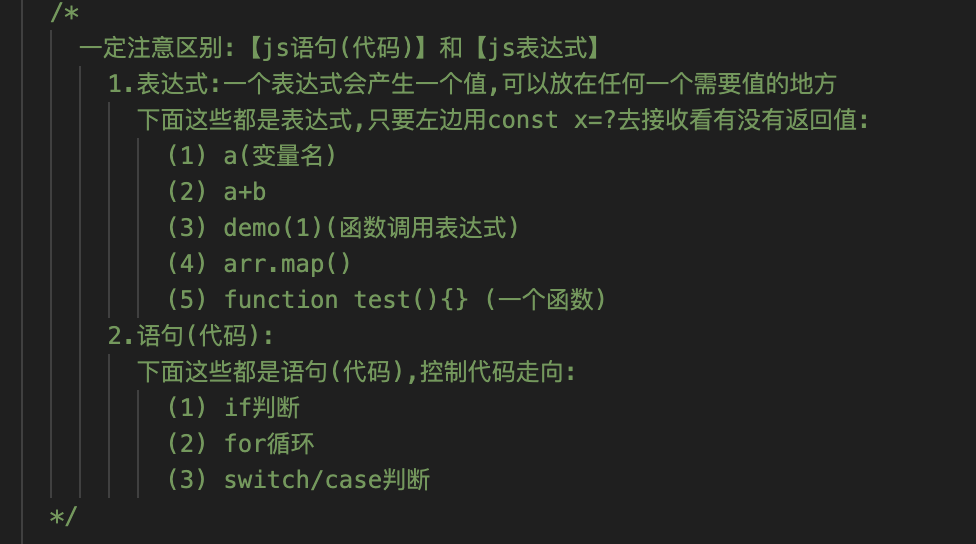 /*
一定注意区别:【js语句(代码)】和【js表达式】
1.表达式:一个表达式会产生一个值,可以放在任何一个需要值的地方
下面这些都是表达式,只要左边用const x=?去接收看有没有返回值:
(1) a(变量名)
(2) a+b
(3) demo(1)(函数调用表达式)
(4) arr.map()
(5) function test(){} (一个函数)
2.语句(代码):
下面这些都是语句(代码),控制代码走向:
(1) if判断
(2) for循环
(3) switch/case判断
*/